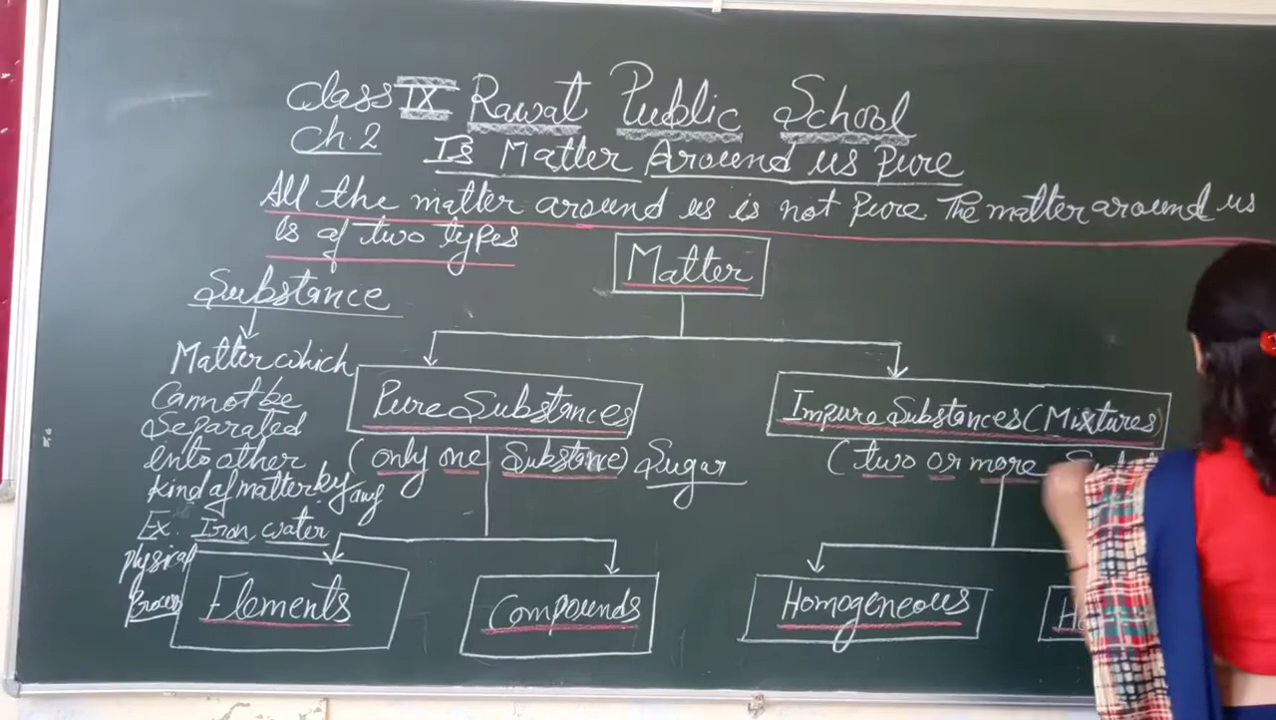 Class IX Rawat Public School
Ch. 2 Is Matter Around us Pure
All the matter around us is not Pure. The matter around us
is of two types
Matter
Substance
Matter which
Cannot be
Separated
into other
kind of matter by any
Ex. Iron, water
Physical
Process
Pure Substances
(only one Substance) Sugar
Impure Substances (Mixtures)
(two or more
Elements
Compounds
Homogeneous